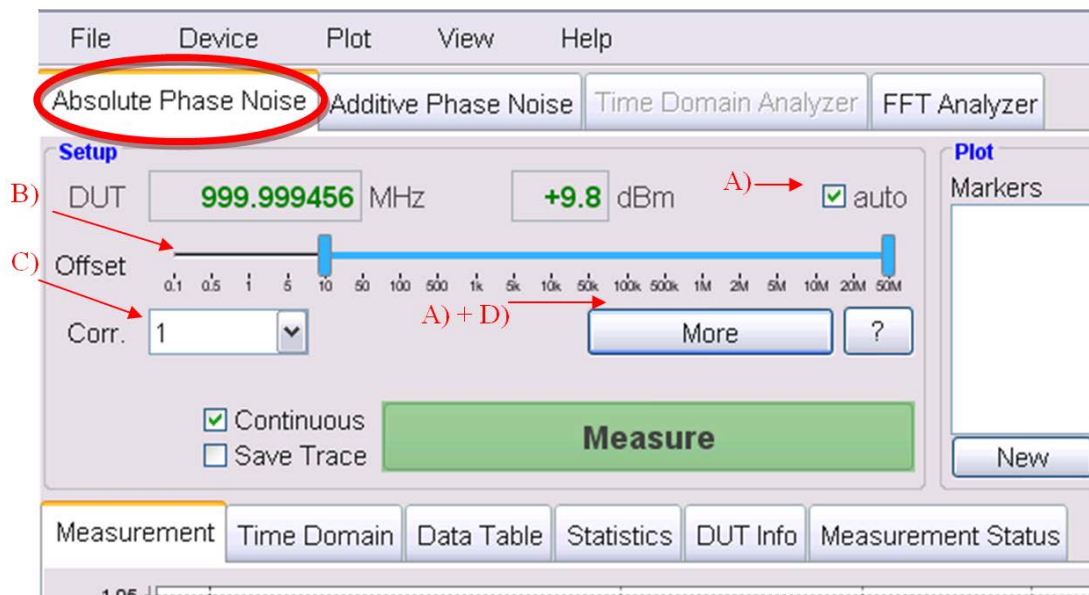 File Device Plot View Help
Absolute Phase Noise Additive Phase Noise Time Domain Analyzer FFT Analyzer
Setup
Plot
B) DUT 999.999456 MHz +9.8 dBm A) auto
Markers
C) Offset
0.1 0.5 1 5 10 50 100 500 1k 5k 10k 50k 100k 500k 1M 2M 5M 10M 20M 50M
A) + D)
Corr. 1 More ?
Continuous
Measure
Save Trace
New
Measurement Time Domain Data Table Statistics DUT Info Measurement Status